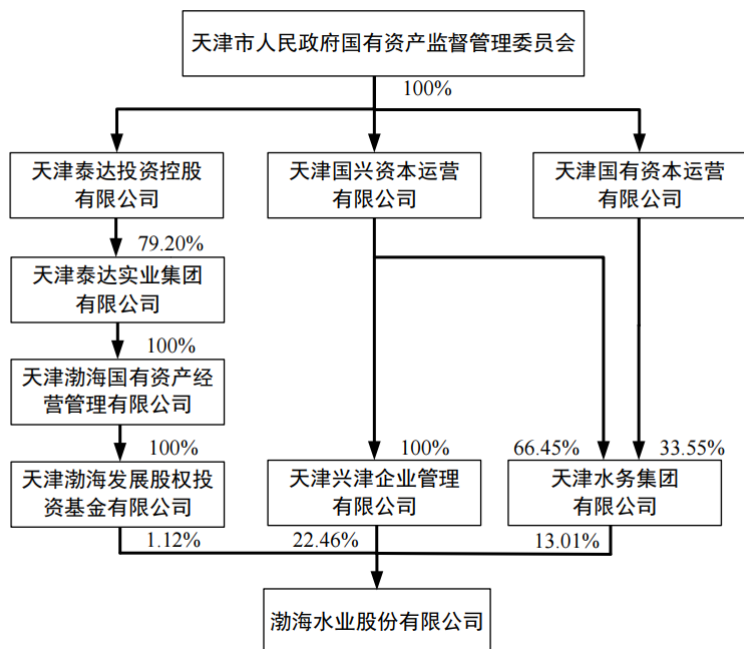 天津市人民政府国有资产监督管理委员会
100%
天津泰达投资控股
有限公司
天津国兴资本运营
有限公司
天津国有资本运营
有限公司
79.20%
天津泰达实业集团
有限公司
100%
天津渤海国有资产经
营管理有限公司
100%
100%
66.45%
33.55%
天津渤海发展股权投
资基金有限公司
天津兴津企业管理
有限公司
天津水务集团
有限公司
1.12%
22.46%
13.01%
渤海水业股份有限公司